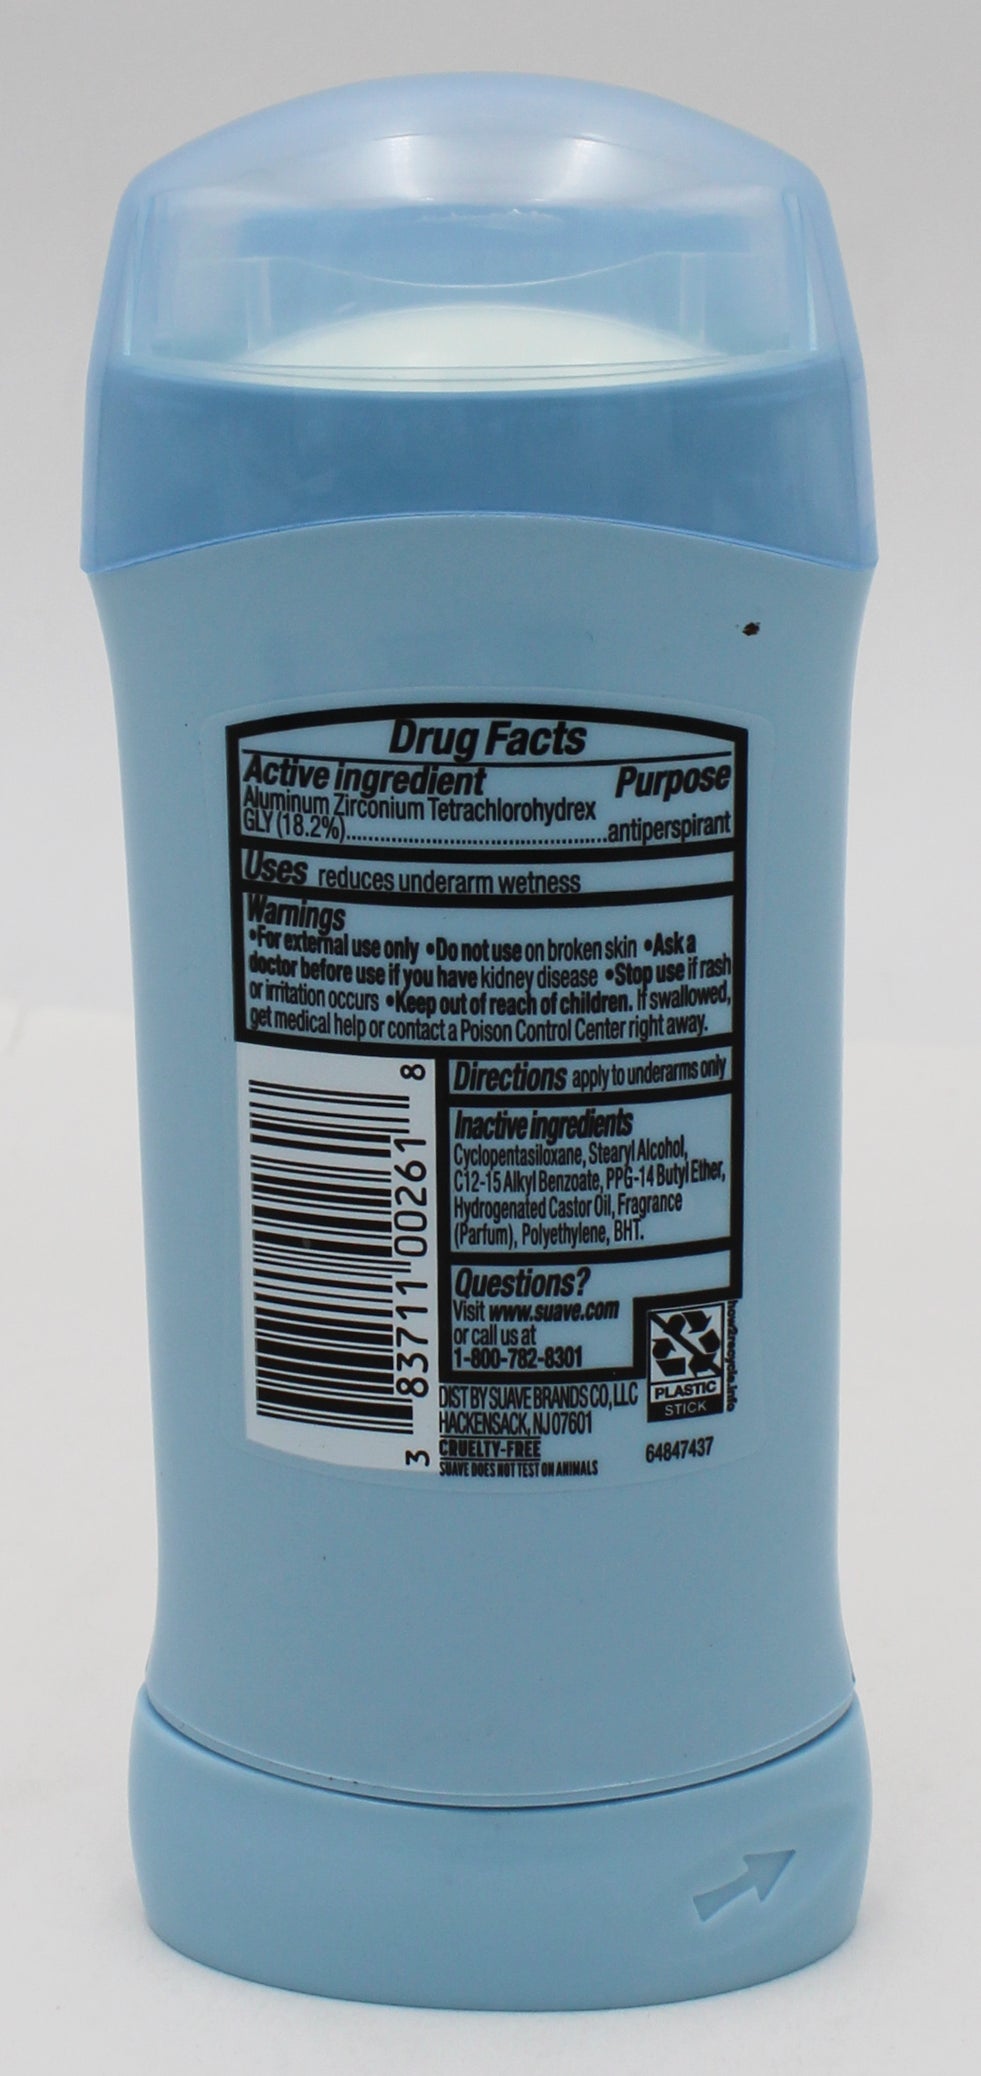 Drug Facts
Active ingredient Purpose
Aluminum Zirconium Tetrachlorohydrex
GLY (18.2%)..........................................antiperspirant
Uses reduces underarm wetness
Warnings
•For external use only •Do not use on broken skin •Ask a
doctor before use if you have kidney disease •Stop use if rash
or irritation occurs •Keep out of reach of children. If swallowed,
get medical help or contact a Poison Control Center right away.
Directions apply to underarms only
Inactive ingredients
Cyclopentasiloxane, Stearyl Alcohol,
C12-15 Alkyl Benzoate, PPG-14 Butyl Ether,
Hydrogenated Castor Oil, Fragrance
(Parfum), Polyethylene, BHT.
Questions?
Visit www.suave.com
or call us at
1-800-782-8301
3 83711 00261 8
how2recycle.info
PLASTIC
STICK
DIST BY SUAVE BRANDS CO, LLC
HACKENSACK, NJ 07601
CRUELTY-FREE
SUAVE DOES NOT TEST ON ANIMALS
64847437